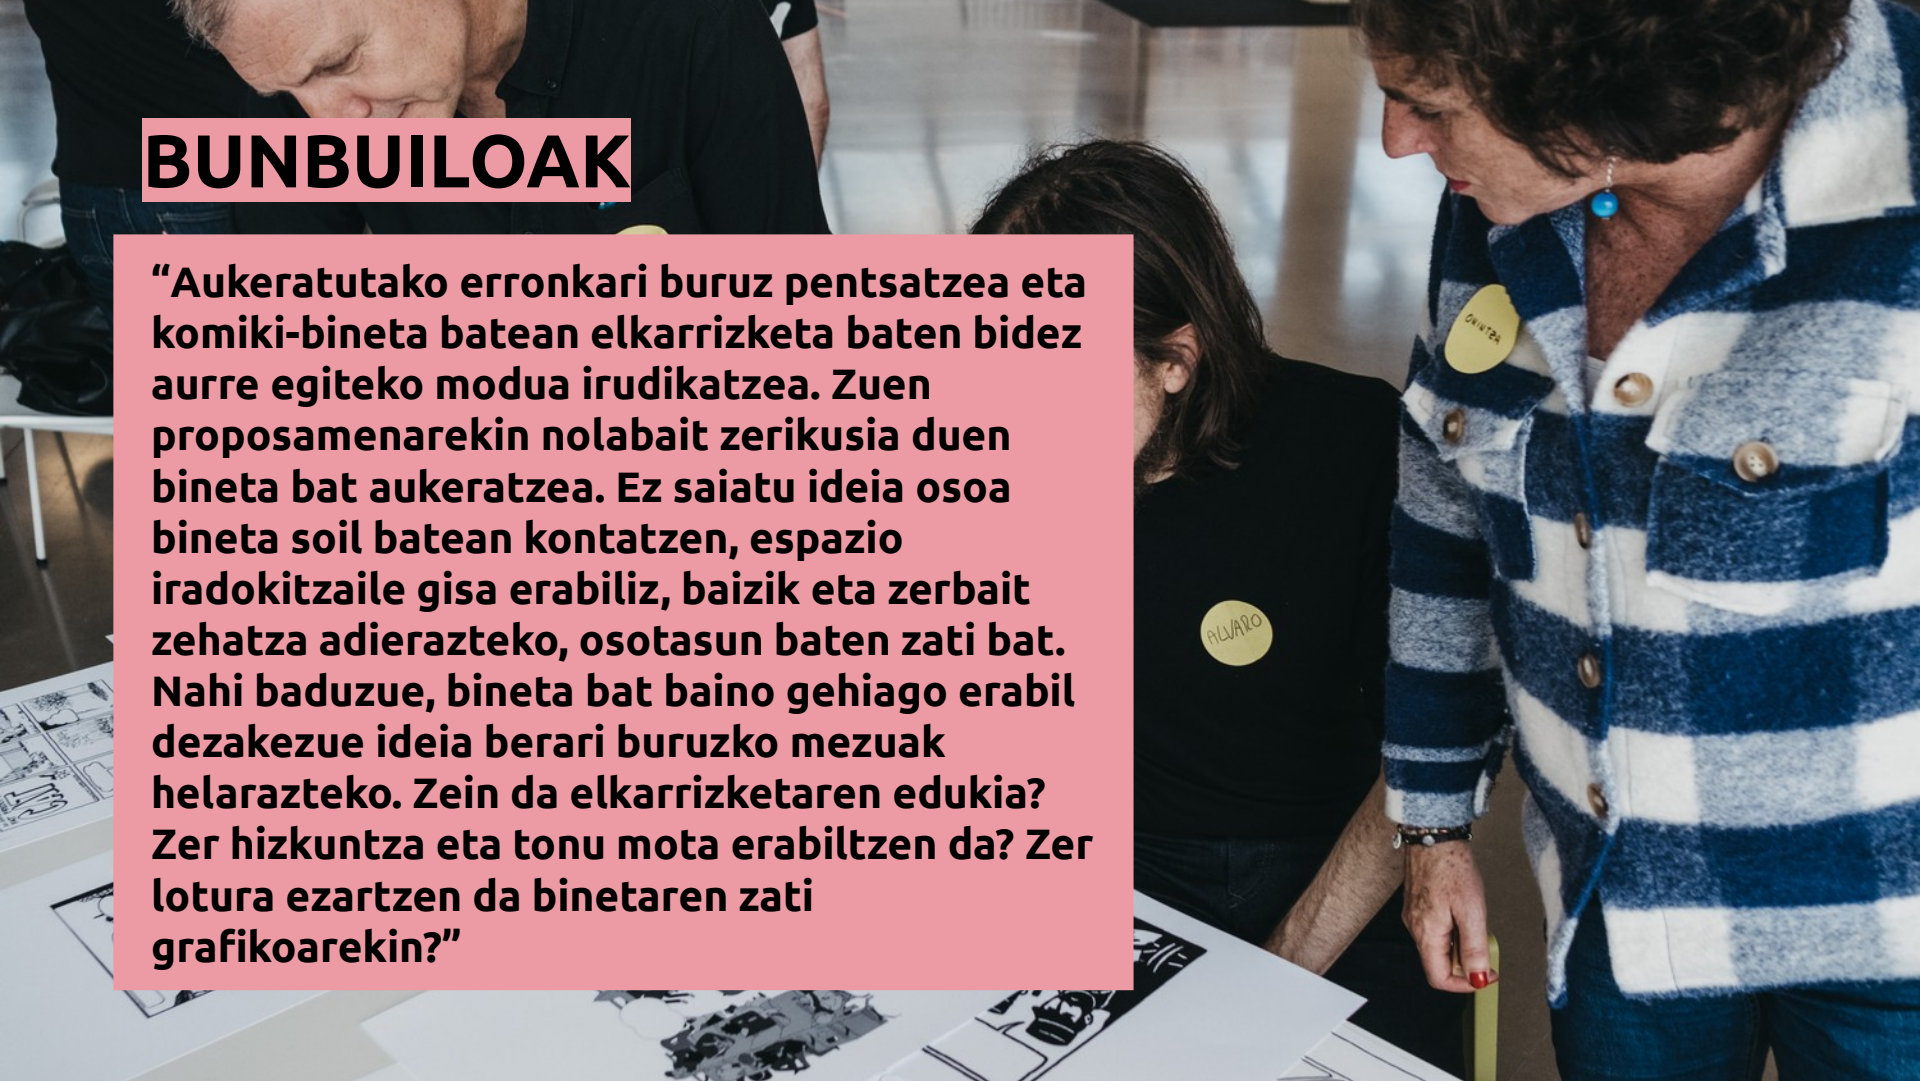 BUNBUILOAK
“Aukeratutako erronkari buruz pentsatzea eta
komiki-bineta batean elkarrizketa baten bidez
aurre egiteko modua irudikatzea. Zuen
proposamenarekin nolabait zerikusia duen
bineta bat aukeratzea. Ez saiatu ideia osoa
bineta soil batean kontatzen, espazio
iradokitzaile gisa erabiliz, baizik eta zerbait
zehatza adierazteko, osotasun baten zati bat.
Nahi baduzue, bineta bat baino gehiago erabil
dezakezue ideia berari buruzko mezuak
helarazteko. Zein da elkarrizketaren edukia?
Zer hizkuntza eta tonu mota erabiltzen da? Zer
lotura ezartzen da binetaren zati
grafikoarekin?”
OHINTZA
ALVARO